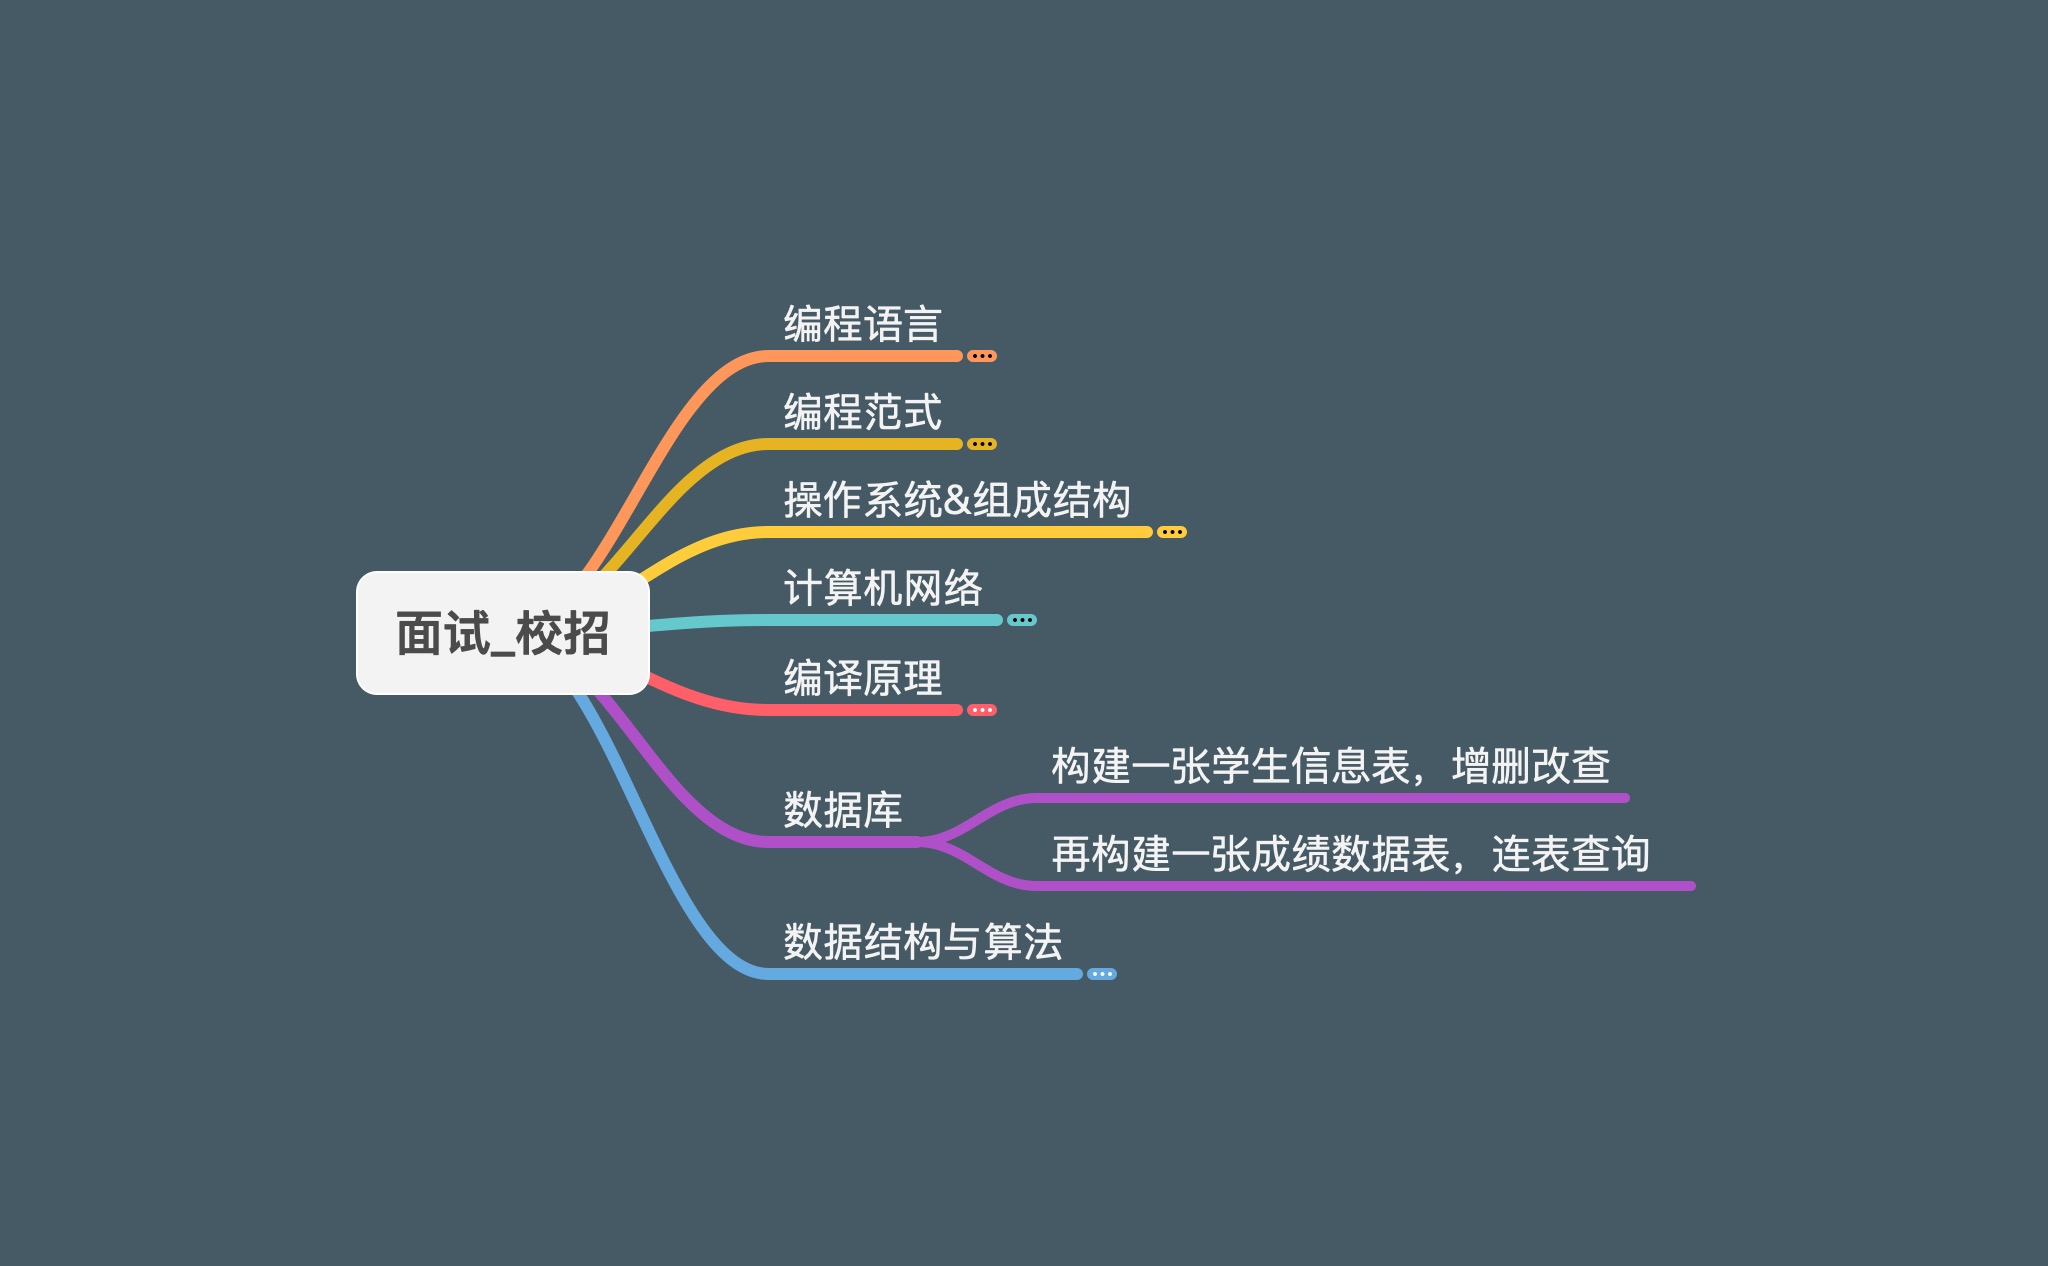 面试_校招
编程语言
编程范式
操作系统&组成结构
计算机网络
编译原理
数据库
构建一张学生信息表，增删改查
再构建一张成绩数据表，连表查询
数据结构与算法